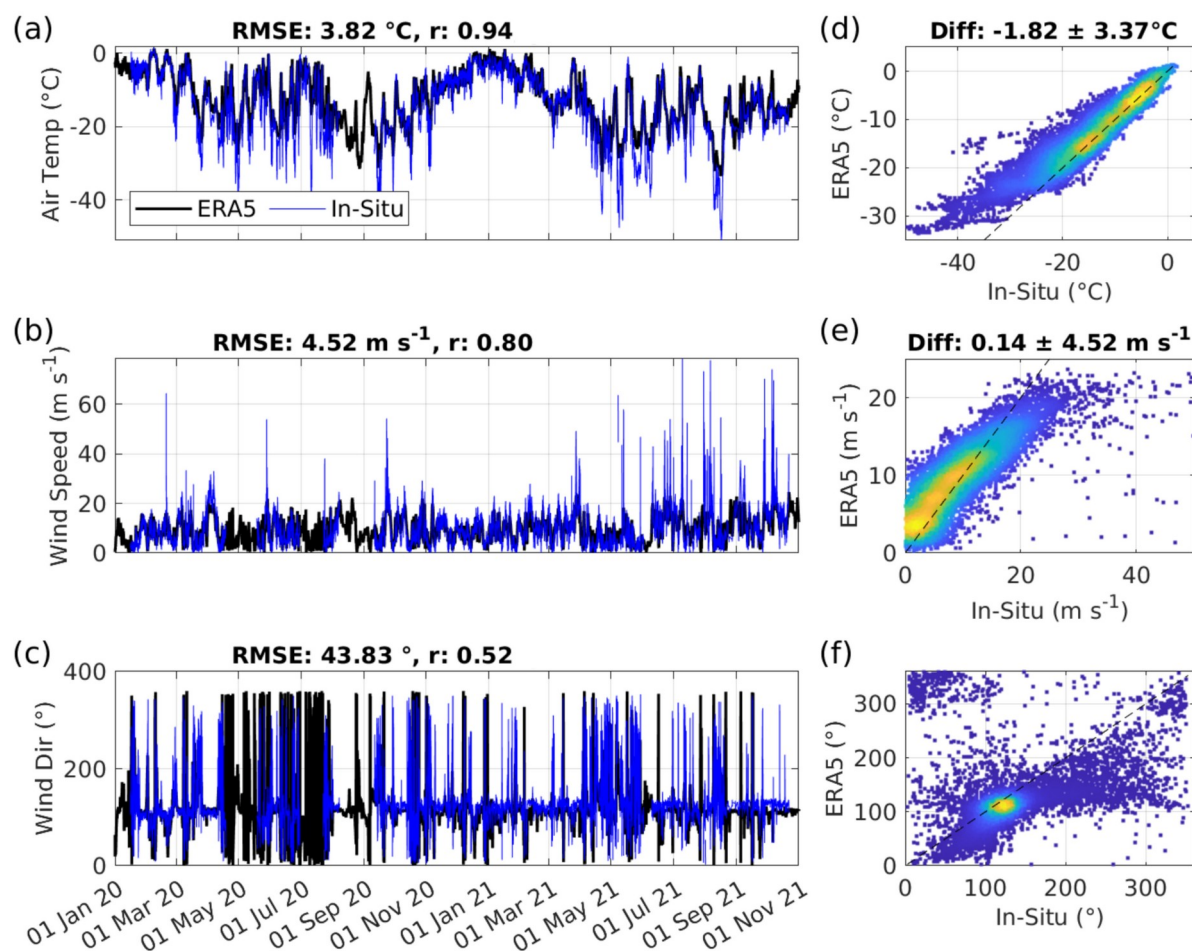 (a)
RMSE: 3.82 °C, r: 0.94
0
-20
-40
Air Temp (°C)
ERA5
In-Situ
(d)
Diff: -1.82 ± 3.37°C
0
-10
-20
-30
ERA5 (°C)
-40
-20
0
In-Situ (°C)
(b)
RMSE: 4.52 m s⁻¹, r: 0.80
60
40
20
0
Wind Speed (m s⁻¹)
(e)
Diff: 0.14 ± 4.52 m s⁻¹
20
10
0
ERA5 (m s⁻¹)
0
20
40
In-Situ (m s⁻¹)
(c)
RMSE: 43.83 °, r: 0.52
400
200
0
Wind Dir (°)
01 Jan 20
01 Mar 20
01 May 20
01 Jul 20
01 Sep 20
01 Nov 20
01 Jan 21
01 Mar 21
01 May 21
01 Jul 21
01 Sep 21
01 Nov 21
(f)
300
200
100
0
ERA5 (°)
0
100
200
300
In-Situ (°)